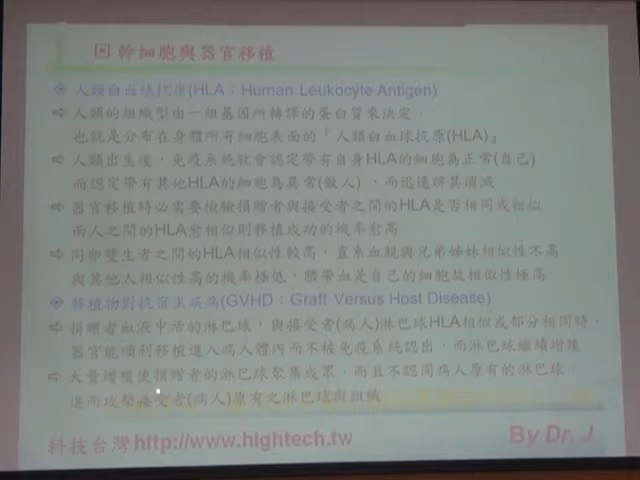 幹細胞與器官移植
人類白血球抗原(HLA：Human Leukocyte Antigen)
人類的組織型由一組基因所轉譯的蛋白質來決定，
也就是分布在身體所有細胞表面的『人類白血球抗原(HLA)』
人類出生後，免疫系統就會認定帶有自身HLA的細胞為正常(自己)
而認定帶有其他HLA的細胞為異常(敵人)，而迅速將其消滅
器官移植時必需要檢驗捐贈者與接受者之間的HLA是否相同或相似
兩人之間的HLA愈相似則移植成功的機率愈高
同卵雙生者之間的HLA相似性較高，直系血親與兄弟姊妹相似性不高
與其他人相似性高的機率極低，臍帶血是自己的細胞故相似性極高
移植物對抗宿主疾病(GVHD：Graft Versus Host Disease)
捐贈者血液中活的淋巴球，與接受者(病人)淋巴球HLA相似或部分相同時，
器官能順利移植進入病人體內而不被免疫系統認出，而淋巴球繼續增殖
大量增殖使捐贈者的淋巴球聚集成眾，而且不認同病人原有的淋巴球
進而攻擊接受者(病人)原有之淋巴球與組織
科技台灣http://www.hightech.tw
By Dr. J